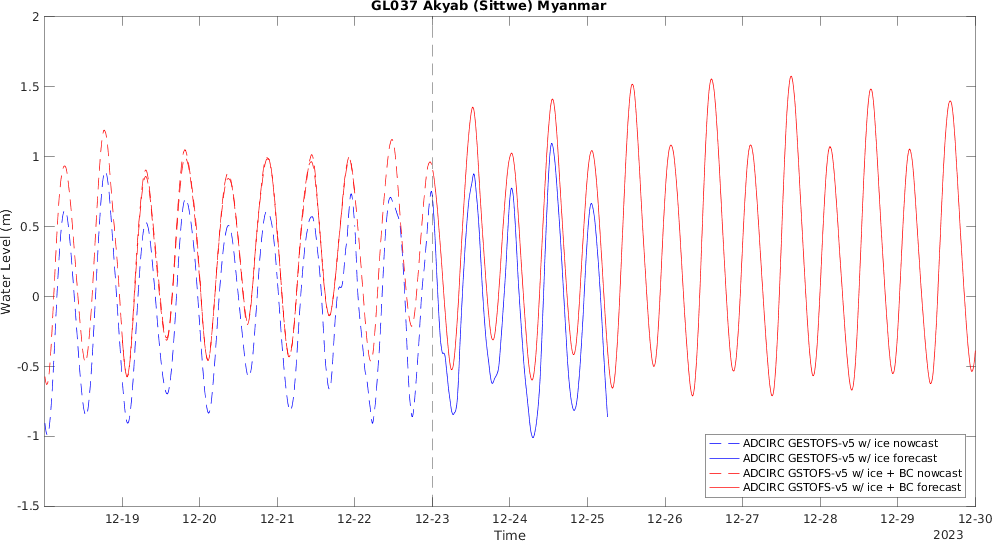 GL037 Akyab (Sittwe) Myanmar
2
1.5
1
0.5
0
-0.5
-1
-1.5
Water Level (m)
ADCIRC GESTOFS-v5 w/ ice nowcast
ADCIRC GESTOFS-v5 w/ ice forecast
ADCIRC GSTOFS-v5 w/ ice + BC nowcast
ADCIRC GSTOFS-v5 w/ ice + BC forecast
12-19 12-20 12-21 12-22 12-23 12-24 12-25 12-26 12-27 12-28 12-29 12-30
Time
2023